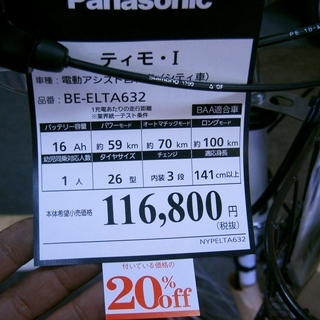 Panasonic
ティモ・I
車種：電動アシスト自 (シティ車)
品番：BE-ELTA632
BAA適合車
1充電あたりの走行距離
※業界統一テスト条件
バッテリー容量 パワーモード オートマチックモード ロングモード
16 Ah 約 59 km 約 70 km 約 100 km
幼児同乗対応人数 タイヤサイズ チェンジ 適応身長
1 人 26 型 内装 3 段 141 cm以上
本体希望小売価格 116,800 円
(税抜)
NYPELTA632
付いている価格の
20%off